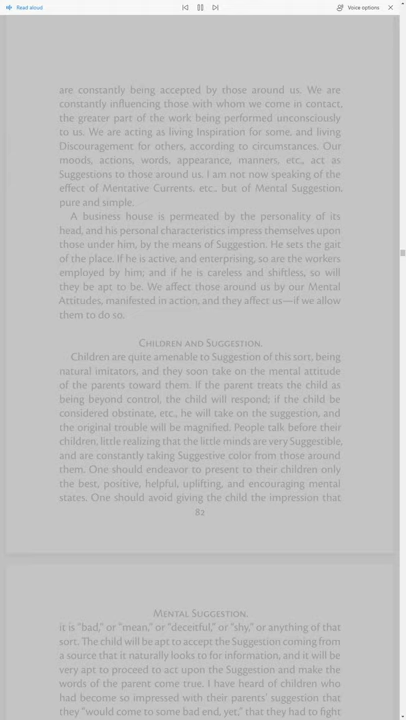 Read aloud
Voice options
are constantly being accepted by those around us. We are
constantly influencing those with whom we come in contact,
the greater part of the work being performed unconsciously
to us. We are acting as living Inspiration for some, and living
Discouragement for others, according to circumstances. Our
moods, actions, words, appearance, manners, etc., act as
Suggestions to those around us. I am not now speaking of the
effect of Mentative Currents. etc., but of Mental Suggestion,
pure and simple.
A business house is permeated by the personality of its
head, and his personal characteristics impress themselves upon
those under him, by the means of Suggestion. He sets the gait
of the place. If he is active, and enterprising, so are the workers
employed by him; and if he is careless and shiftless, so will
they be apt to be. We affect those around us by our Mental
Attitudes, manifested in action, and they affect us—if we allow
them to do so.
Children and Suggestion.
Children are quite amenable to Suggestion of this sort, being
natural imitators, and they soon take on the mental attitude
of the parents toward them. If the parent treats the child as
being beyond control, the child will respond; if the child be
considered obstinate, etc., he will take on the suggestion, and
the original trouble will be magnified. People talk before their
children, little realizing that the little minds are very Suggestible,
and are constantly taking Suggestive color from those around
them. One should endeavor to present to their children only
the best, positive, helpful, uplifting, and encouraging mental
states. One should avoid giving the child the impression that
82
Mental Suggestion.
it is "bad," or "mean," or "deceitful," or "shy," or anything of that
sort. The child will be apt to accept the Suggestion coming from
a source that it naturally looks to for information, and it will be
very apt to proceed to act upon the Suggestion and make the
words of the parent come true. I have heard of children who
had become so impressed with their parents' suggestion that
they "would come to some bad end, yet," that they had to fight